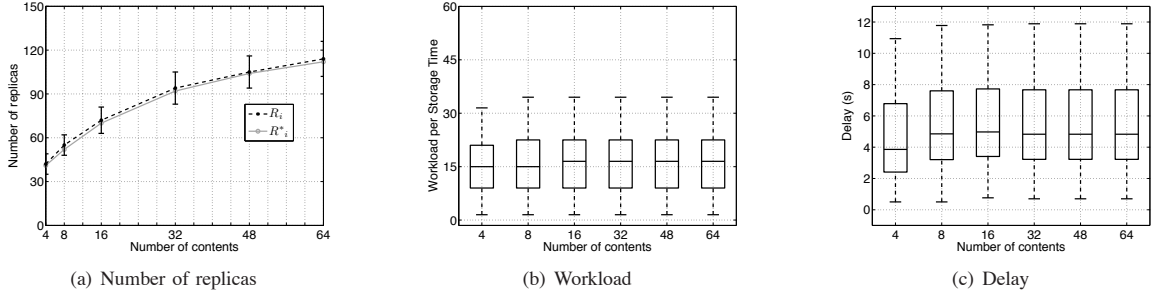 150
120
90
60
30
0
Number of replicas
R_i
R*_i
4 8 16 32 48 64
Number of contents
(a) Number of replicas
60
45
30
15
0
Workload per Storage Time
4 8 16 32 48 64
Number of contents
(b) Workload
12
10
8
6
4
2
0
Delay (s)
4 8 16 32 48 64
Number of contents
(c) Delay